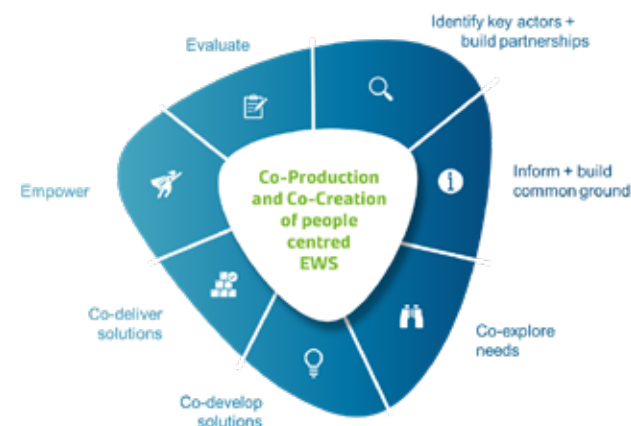 Identify key actors +
build partnerships
Evaluate
Inform + build
common ground
Empower
Co-Production
and Co-Creation
of people
centred
EWS
Co-deliver
solutions
Co-explore
needs
Co-develop
solutions